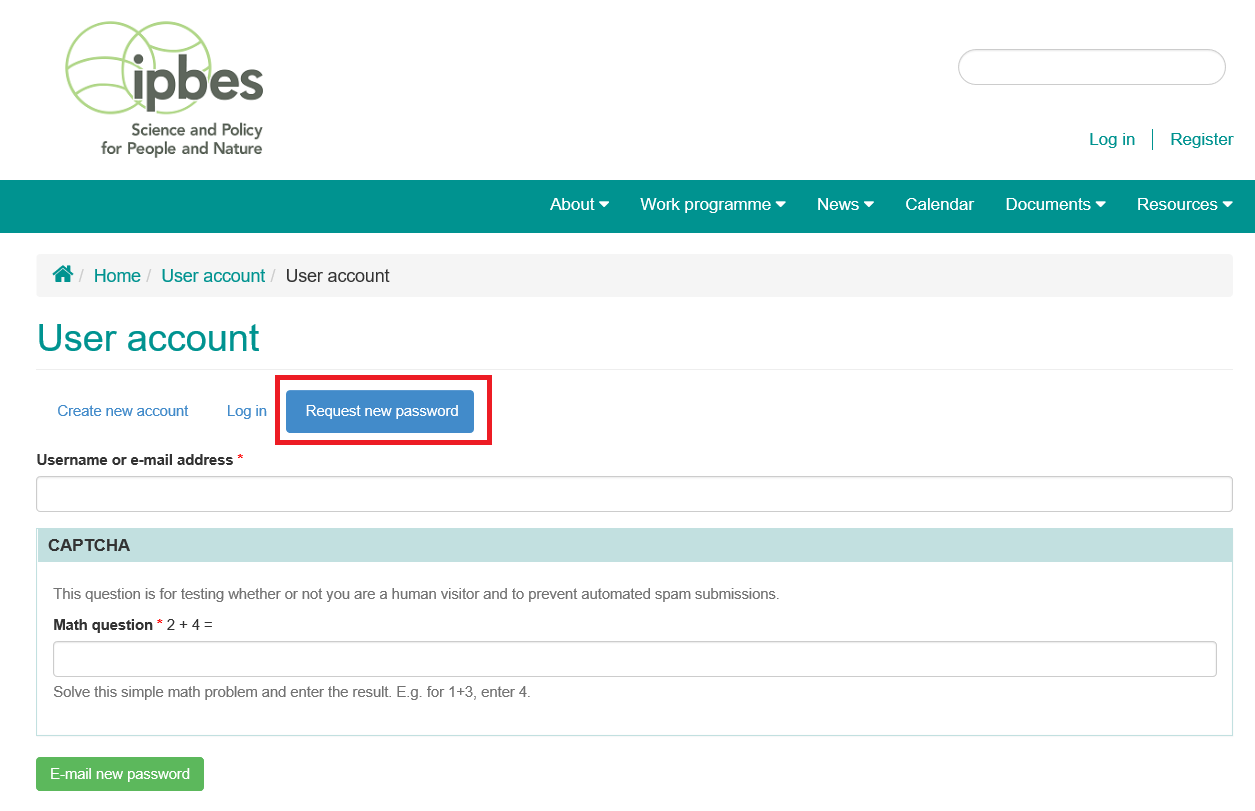 ipbes
Science and Policy
for People and Nature
Log in | Register
About Work programme News Calendar Documents Resources
/ Home / User account / User account
User account
Create new account Log in Request new password
Username or e-mail address *
CAPTCHA
This question is for testing whether or not you are a human visitor and to prevent automated spam submissions.
Math question * 2 + 4 =
Solve this simple math problem and enter the result. E.g. for 1+3, enter 4.
E-mail new password